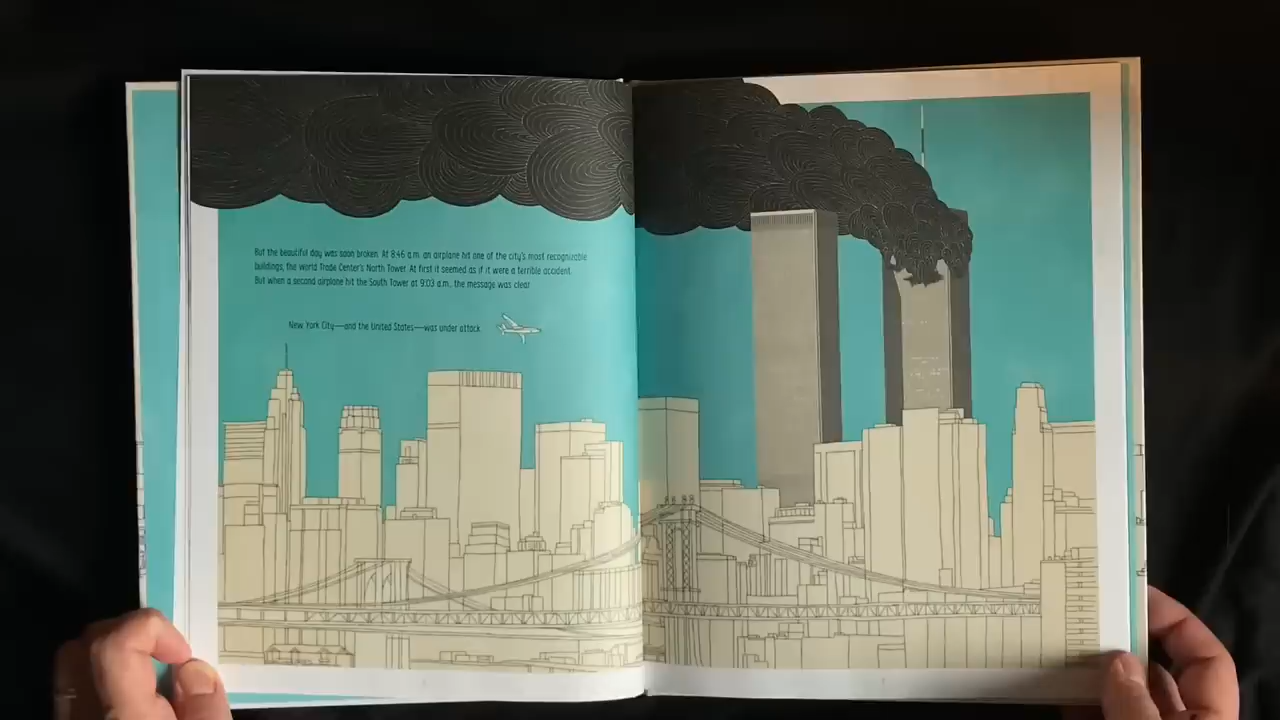 But the beautiful day was soon broken. At 8:46 a.m. an airplane hit one of the city's most recognizable
buildings, the World Trade Center's North Tower. At first it seemed as if it were a terrible accident.
But when a second airplane hit the South Tower at 9:03 a.m., the message was clear
New York City—and the United States—was under attack.